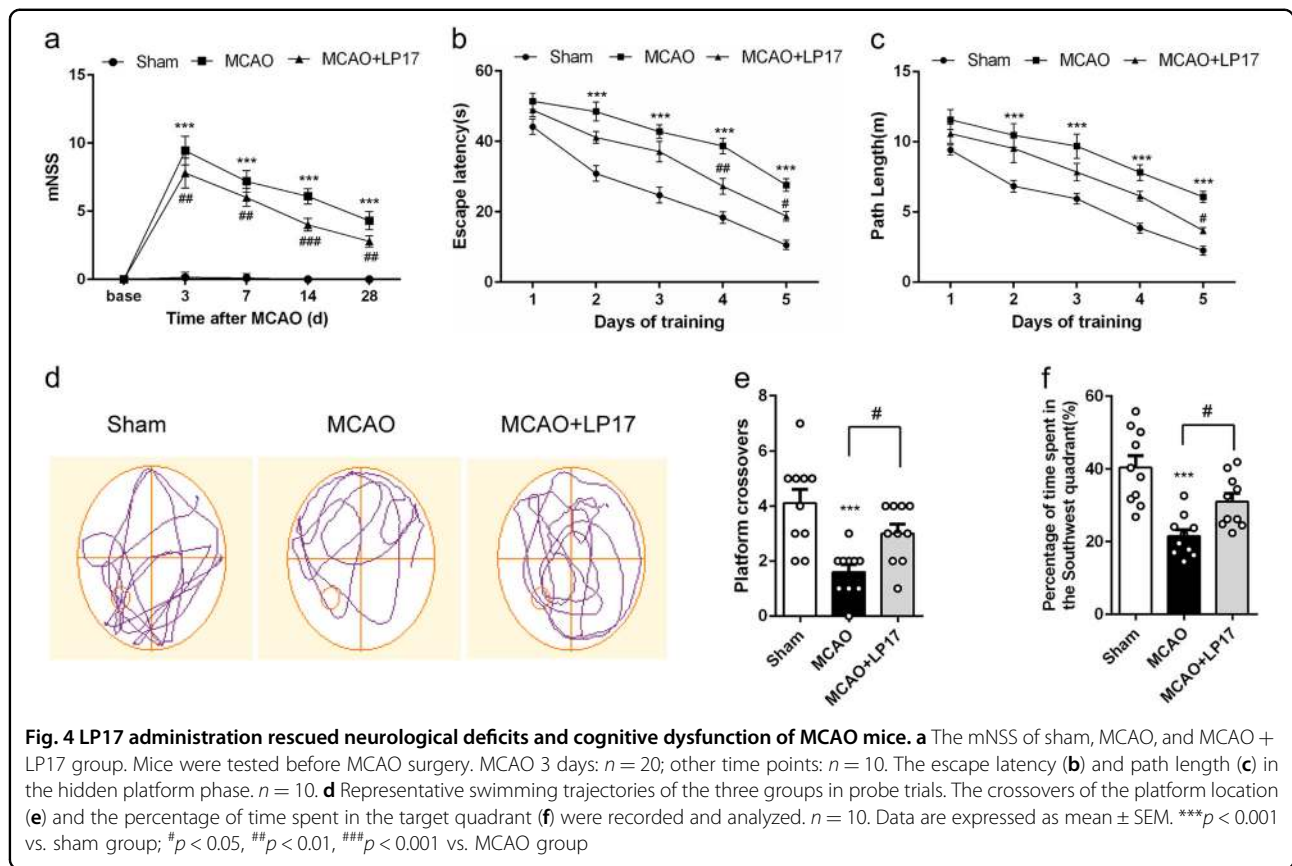 a
Sham MCAO MCAO+LP17
mNSS
15
10
5
0
base 3 7 14 28
Time after MCAO (d)
*** *** *** ***
## ## ### ##
b
Sham MCAO MCAO+LP17
Escape latency(s)
60
40
20
0
1 2 3 4 5
Days of training
*** *** *** ***
## #
c
Sham MCAO MCAO+LP17
Path Length(m)
15
10
5
0
1 2 3 4 5
Days of training
*** *** *** ***
#
d
Sham MCAO MCAO+LP17
e
Platform crossovers
8
6
4
2
0
#
***
Sham MCAO MCAO+LP17
f
Percentage of time spent in
the Southwest quadrant(%)
60
40
20
0
#
***
Sham MCAO MCAO+LP17
Fig. 4 LP17 administration rescued neurological deficits and cognitive dysfunction of MCAO mice. a The mNSS of sham, MCAO, and MCAO +
LP17 group. Mice were tested before MCAO surgery. MCAO 3 days: n = 20; other time points: n = 10. The escape latency (b) and path length (c) in
the hidden platform phase. n = 10. d Representative swimming trajectories of the three groups in probe trials. The crossovers of the platform location
(e) and the percentage of time spent in the target quadrant (f) were recorded and analyzed. n = 10. Data are expressed as mean ± SEM. ***p < 0.001
vs. sham group; #p < 0.05, ##p < 0.01, ###p < 0.001 vs. MCAO group